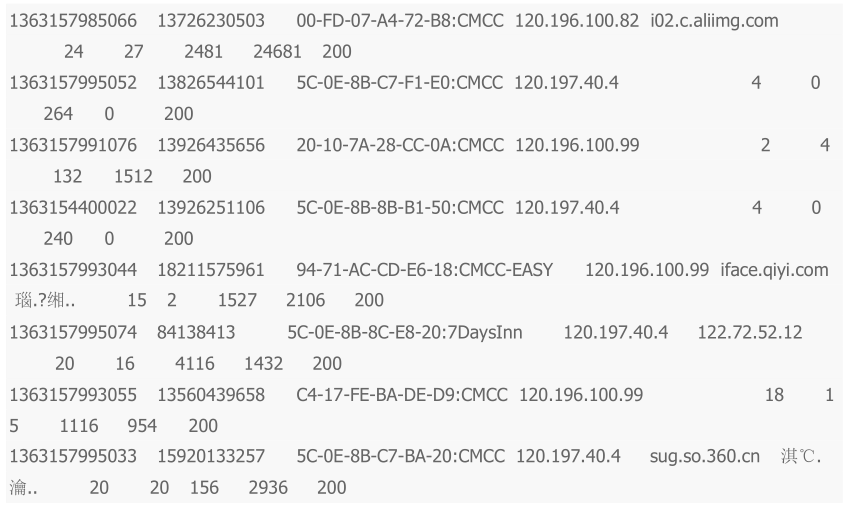 1363157985066 13726230503 00-FD-07-A4-72-B8:CMCC 120.196.100.82 i02.c.aliimg.com
24 27 2481 24681 200
1363157995052 13826544101 5C-0E-8B-C7-F1-E0:CMCC 120.197.40.4 4 0
264 0 200
1363157991076 13926435656 20-10-7A-28-CC-0A:CMCC 120.196.100.99 2 4
132 1512 200
1363154400022 13926251106 5C-0E-8B-8B-B1-50:CMCC 120.197.40.4 4 0
240 0 200
1363157993044 18211575961 94-71-AC-CD-E6-18:CMCC-EASY 120.196.100.99 iface.qiyi.com
瑙.?缃.. 15 2 1527 2106 200
1363157995074 84138413 5C-0E-8B-8C-E8-20:7DaysInn 120.197.40.4 122.72.52.12
20 16 4116 1432 200
1363157993055 13560439658 C4-17-FE-BA-DE-D9:CMCC 120.196.100.99 18 1
5 1116 954 200
1363157995033 15920133257 5C-0E-8B-C7-BA-20:CMCC 120.197.40.4 sug.so.360.cn 淇℃.
瀹.. 20 20 156 2936 200